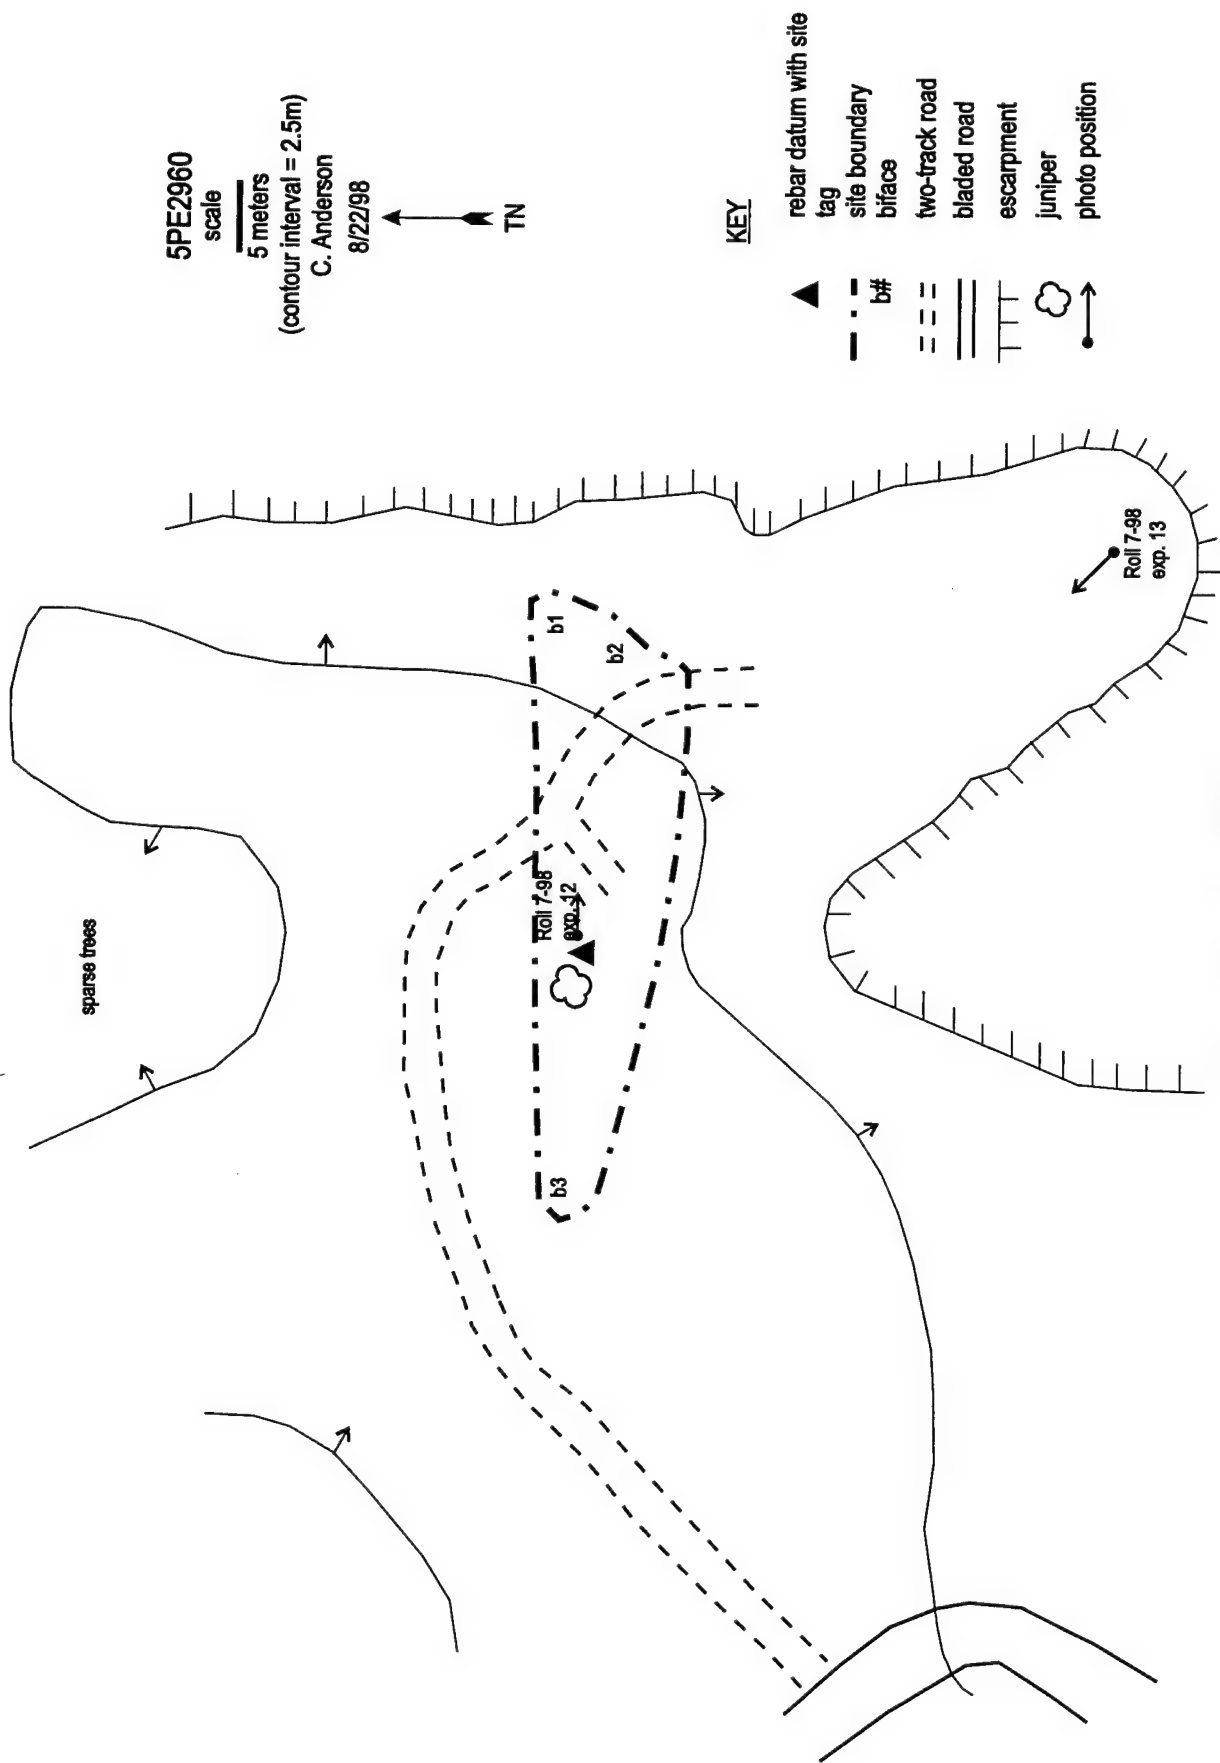 5PE2960
scale
5 meters
(contour interval = 2.5m)
C. Anderson
8/22/98
TN
KEY
rebar datum with site
tag
site boundary
b# biface
two-track road
bladed road
escarpment
juniper
photo position
sparse trees
b1
b2
b3
Roll 7-98
exp. 12
Roll 7-98
exp. 13